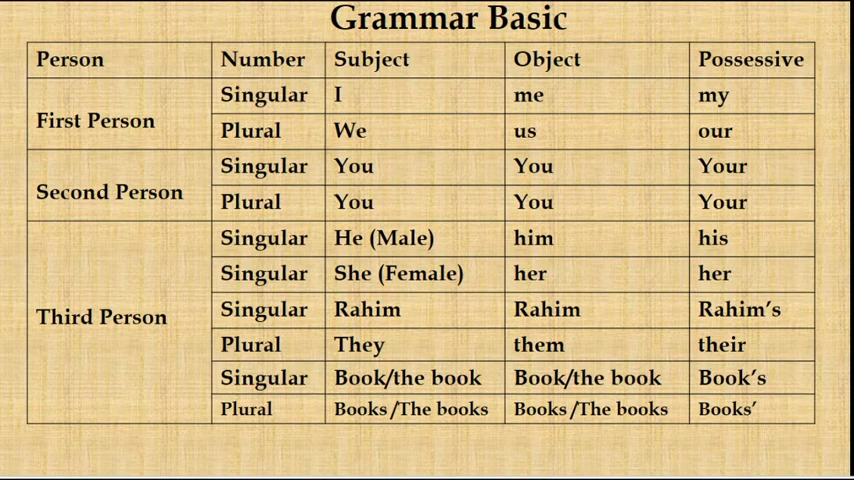 Grammar Basic
Person Number Subject Object Possessive
First Person Singular I me my
Plural We us our
Second Person Singular You You Your
Plural You You Your
Third Person Singular He (Male) him his
Singular She (Female) her her
Singular Rahim Rahim Rahim's
Plural They them their
Singular Book/the book Book/the book Book's
Plural Books/The books Books/The books Books'